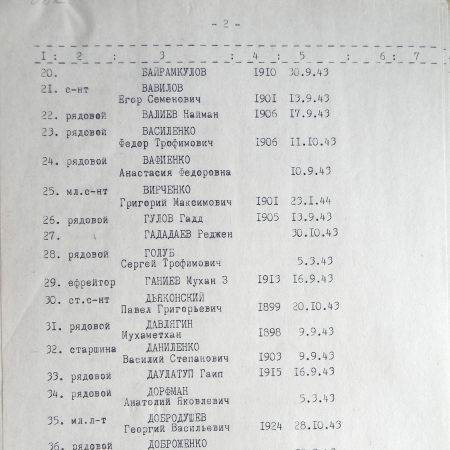 - 2 -
1 : 2 : 3 : 4 : 5 : 6 : 7
20. БАЙРАМКУЛОВ 1910 30.9.43
21. с-нт ВАВИЛОВ
Егор Семенович 1901 13.9.43
22. рядовой ВАЛИЕВ Найман 1906 17.9.43
23. рядовой ВАСИЛЕНКО
Федор Трофимович 1906 11.10.43
24. рядовой ВАФИЕНКО
Анастасия Федоровна 10.9.43
25. мл.с-нт ВИРЧЕНКО
Григорий Максимович 1901 23.1.44
26. рядовой ГУЛОВ Гадд 1905 13.9.43
27. ГАДАДАЕВ Реджен 30.10.43
28. рядовой ГОЛУБ
Сергей Трофимович 5.3.43
29. ефрейтор ГАНИЕВ Мухан З 1913 16.9.43
30. ст.с-нт ДЬЯКОНСКИЙ
Павел Григорьевич 1899 20.10.43
31. рядовой ДАВЛЯГИН
Мухаметхан 1898 9.9.43
32. старшина ДАНИЛЕНКО
Василий Степанович 1903 9.9.43
33. рядовой ДАУЛАТУП Гаип 1915 16.9.43
34. рядовой ДОРФМАН
Анатолий Яковлевич 5.3.43
35. мл.л-т ДОБРОДУШЕВ
Георгий Васильевич 1924 28.10.43
36. рядовой ДОБРОЖЕНКО